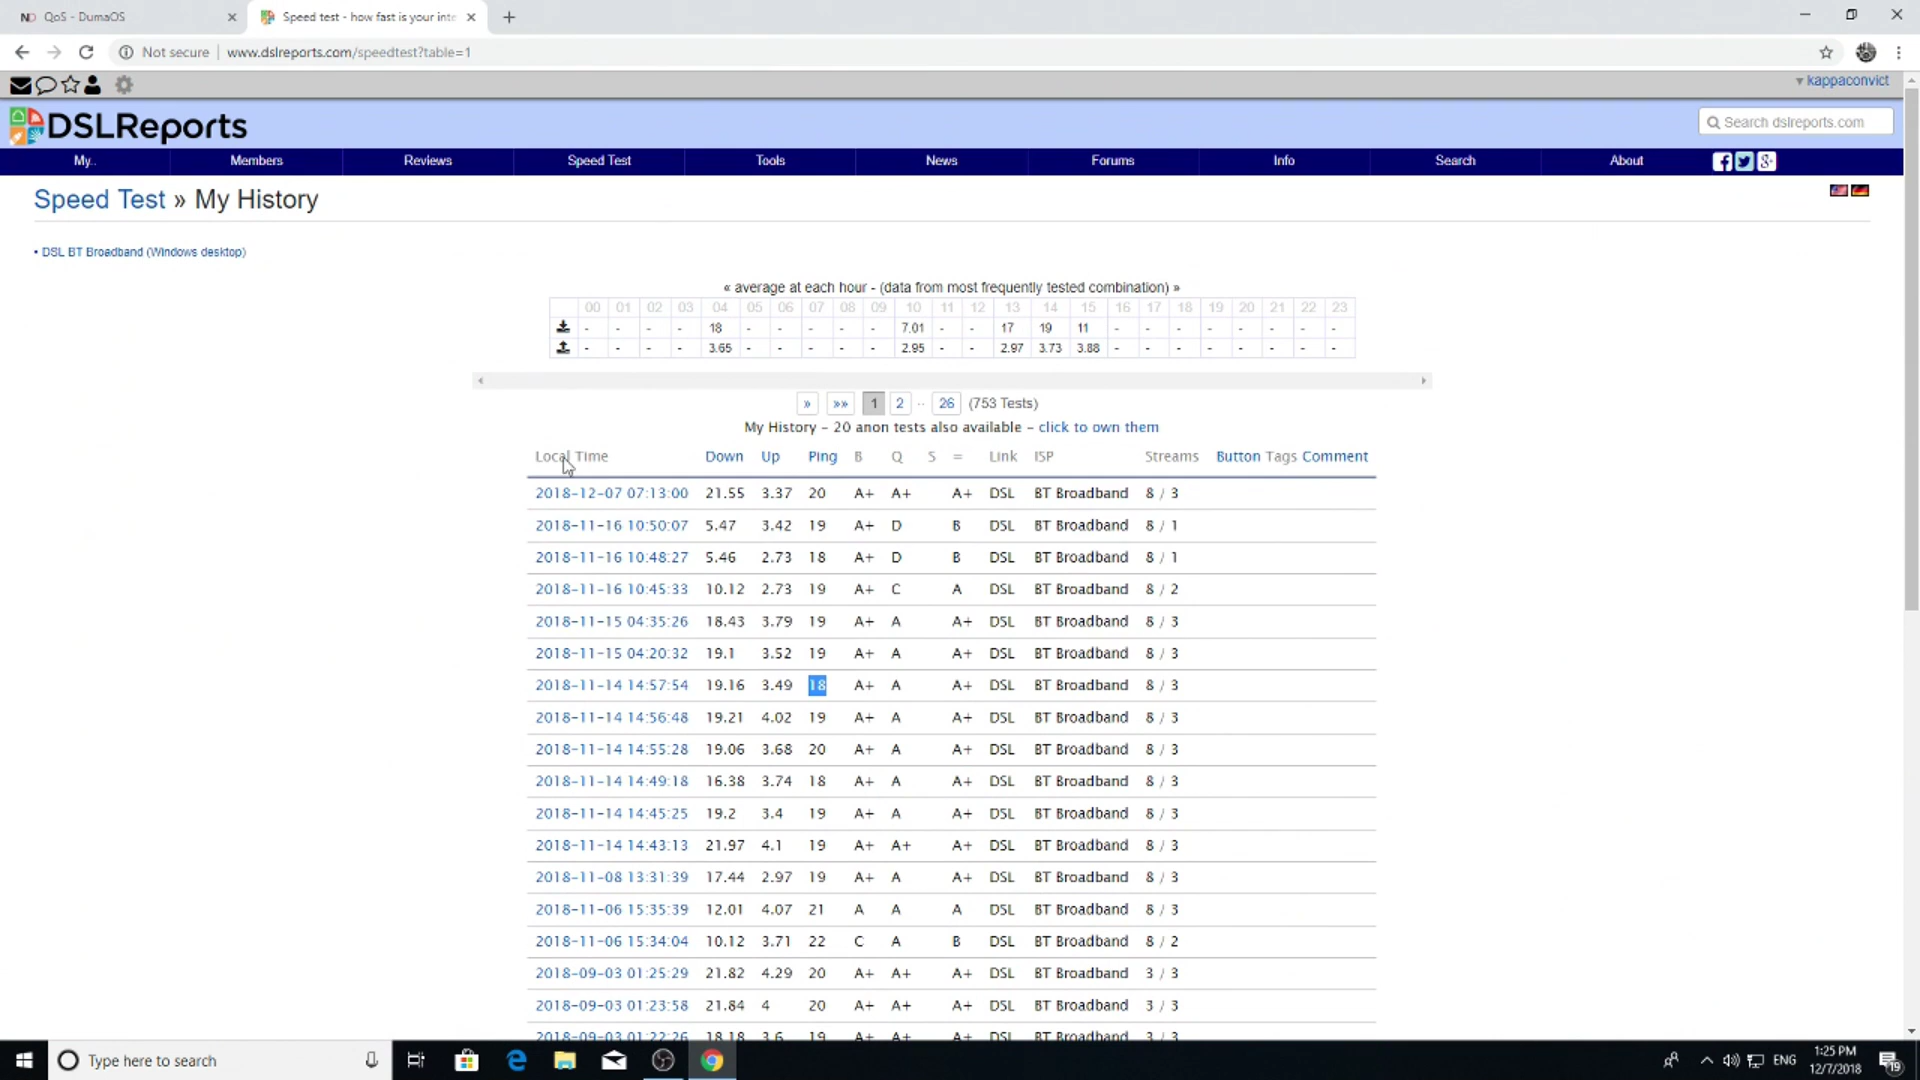 QoS - DumaOS
Speed test - how fast is your inte
Not secure | www.dslreports.com/speedtest?table=1
kappaconvict
DSLReports
Search dslreports.com
My.. Members Reviews Speed Test Tools News Forums Info Search About
Speed Test » My History
• DSL BT Broadband (Windows desktop)
« average at each hour - (data from most frequently tested combination) »
00 01 02 03 04 05 06 07 08 09 10 11 12 13 14 15 16 17 18 19 20 21 22 23
- - - - 18 - - - - - 7.01 - - 17 19 11 - - - - - - - -
- - - - 3.65 - - - - - 2.95 - - 2.97 3.73 3.88 - - - - - - - -
» »» 1 2 ·· 26 (753 Tests)
My History – 20 anon tests also available – click to own them
Local Time Down Up Ping B Q S = Link ISP Streams Button Tags Comment
2018-12-07 07:13:00 21.55 3.37 20 A+ A+ A+ DSL BT Broadband 8 / 3
2018-11-16 10:50:07 5.47 3.42 19 A+ D B DSL BT Broadband 8 / 1
2018-11-16 10:48:27 5.46 2.73 18 A+ D B DSL BT Broadband 8 / 1
2018-11-16 10:45:33 10.12 2.73 19 A+ C A DSL BT Broadband 8 / 2
2018-11-15 04:35:26 18.43 3.79 19 A+ A A+ DSL BT Broadband 8 / 3
2018-11-15 04:20:32 19.1 3.52 19 A+ A A+ DSL BT Broadband 8 / 3
2018-11-14 14:57:54 19.16 3.49 18 A+ A A+ DSL BT Broadband 8 / 3
2018-11-14 14:56:48 19.21 4.02 19 A+ A A+ DSL BT Broadband 8 / 3
2018-11-14 14:55:28 19.06 3.68 20 A+ A A+ DSL BT Broadband 8 / 3
2018-11-14 14:49:18 16.38 3.74 18 A+ A A+ DSL BT Broadband 8 / 3
2018-11-14 14:45:25 19.2 3.4 19 A+ A A+ DSL BT Broadband 8 / 3
2018-11-14 14:43:13 21.97 4.1 19 A+ A+ A+ DSL BT Broadband 8 / 3
2018-11-08 13:31:39 17.44 2.97 19 A+ A A+ DSL BT Broadband 8 / 3
2018-11-06 15:35:39 12.01 4.07 21 A A A DSL BT Broadband 8 / 3
2018-11-06 15:34:04 10.12 3.71 22 C A B DSL BT Broadband 8 / 2
2018-09-03 01:25:29 21.82 4.29 20 A+ A+ A+ DSL BT Broadband 3 / 3
2018-09-03 01:23:58 21.84 4 20 A+ A+ A+ DSL BT Broadband 3 / 3
2018-09-03 01:22:26 18.18 3.6 19 A+ A+ A+ DSL BT Broadband 3 / 3
Type here to search
ENG
1:25 PM
12/7/2018
19